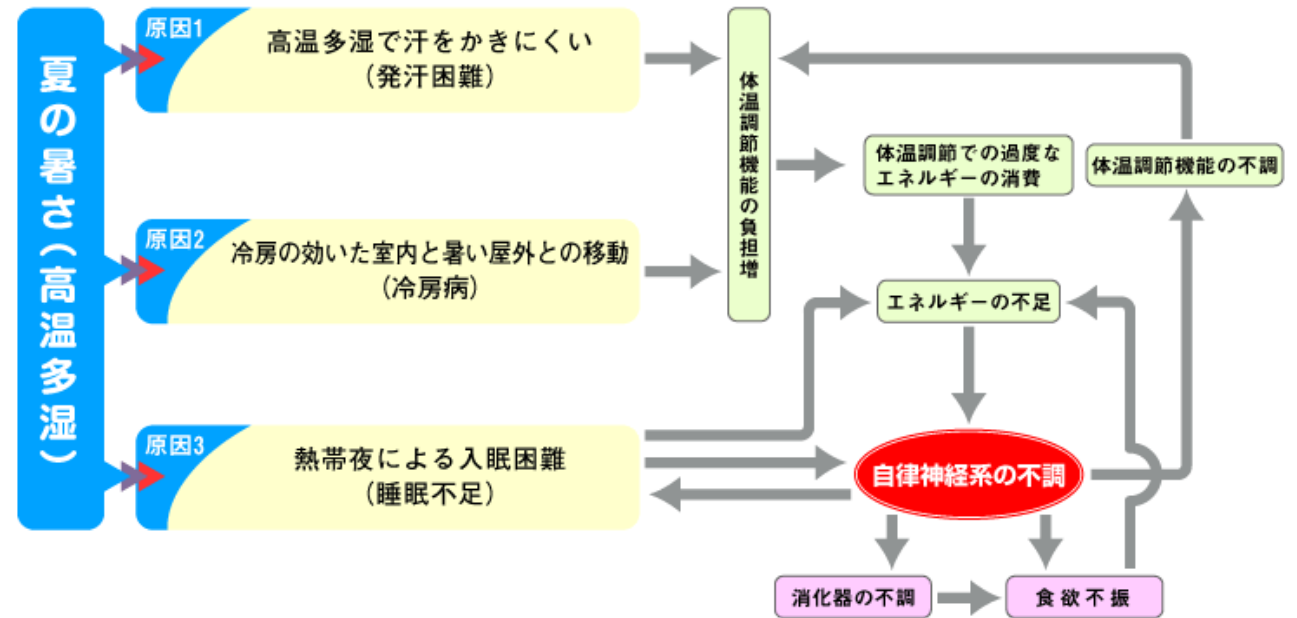 夏の暑さ(高温多湿)
原因1
高温多湿で汗をかきにくい
(発汗困難)
原因2
冷房の効いた室内と暑い屋外との移動
(冷房病)
原因3
熱帯夜による入眠困難
(睡眠不足)
体温調節機能の負担増
体温調節での過度な
エネルギーの消費
体温調節機能の不調
エネルギーの不足
自律神経系の不調
消化器の不調
食欲不振